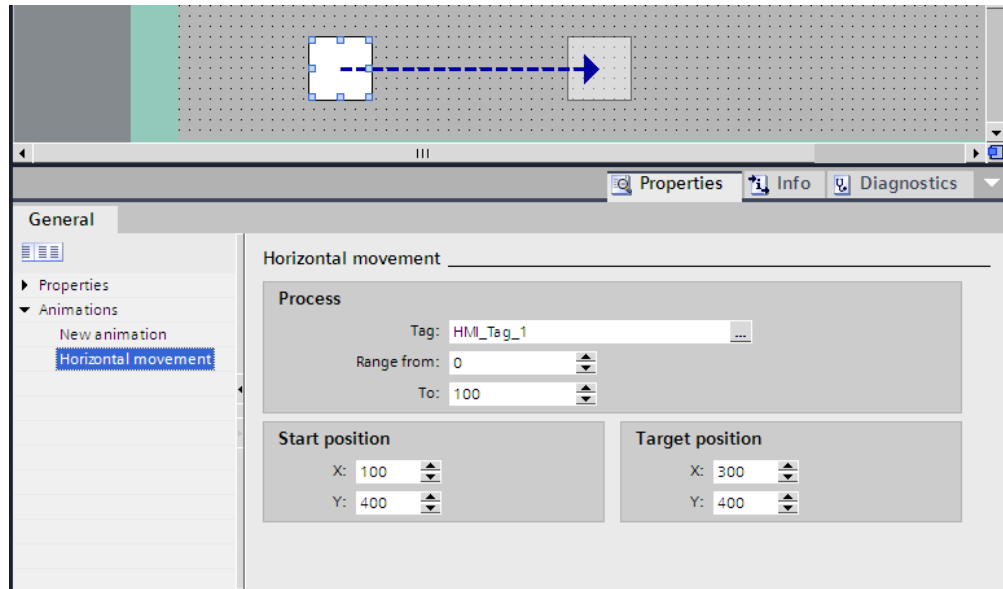 Properties Info Diagnostics
General
Horizontal movement
Properties
Process
Animations
Tag: HMI_Tag_1 ...
New animation
Horizontal movement
Range from: 0
To: 100
Start position Target position
X: 100 X: 300
Y: 400 Y: 400